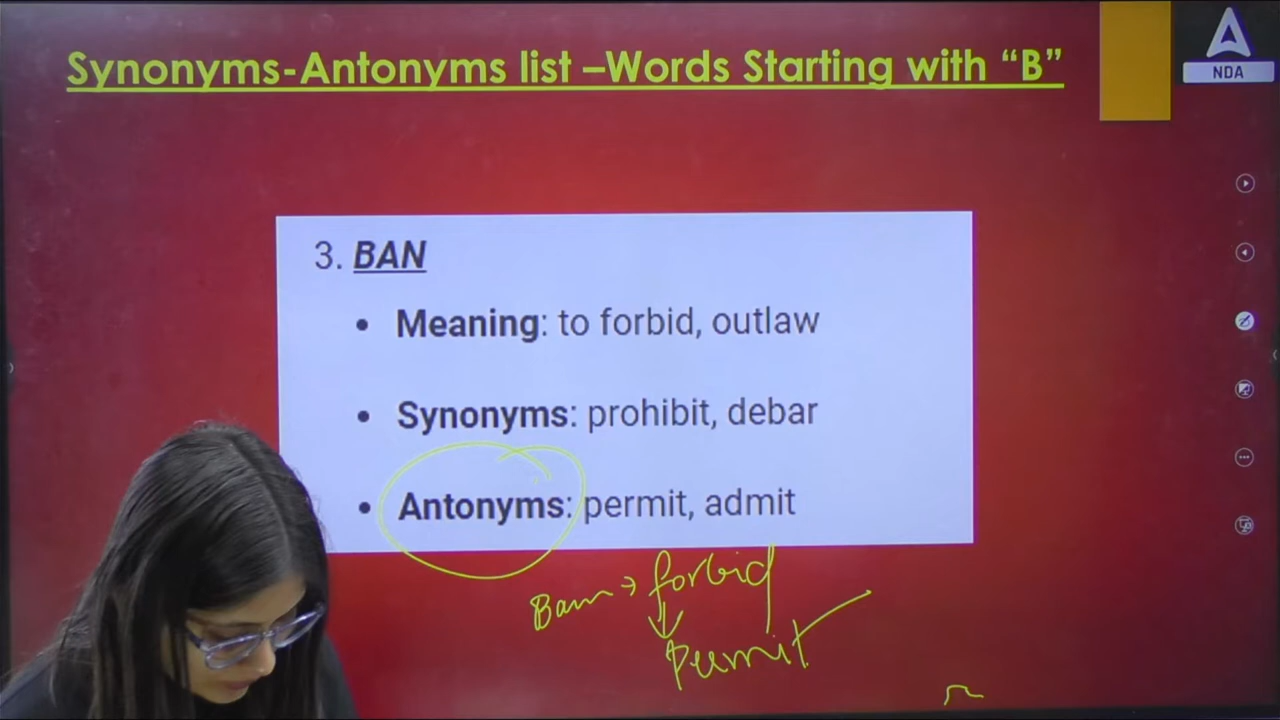 Synonyms-Antonyms list –Words Starting with “B”
NDA
3. BAN
• Meaning: to forbid, outlaw
• Synonyms: prohibit, debar
• Antonyms: permit, admit
Ban → forbid
Permit